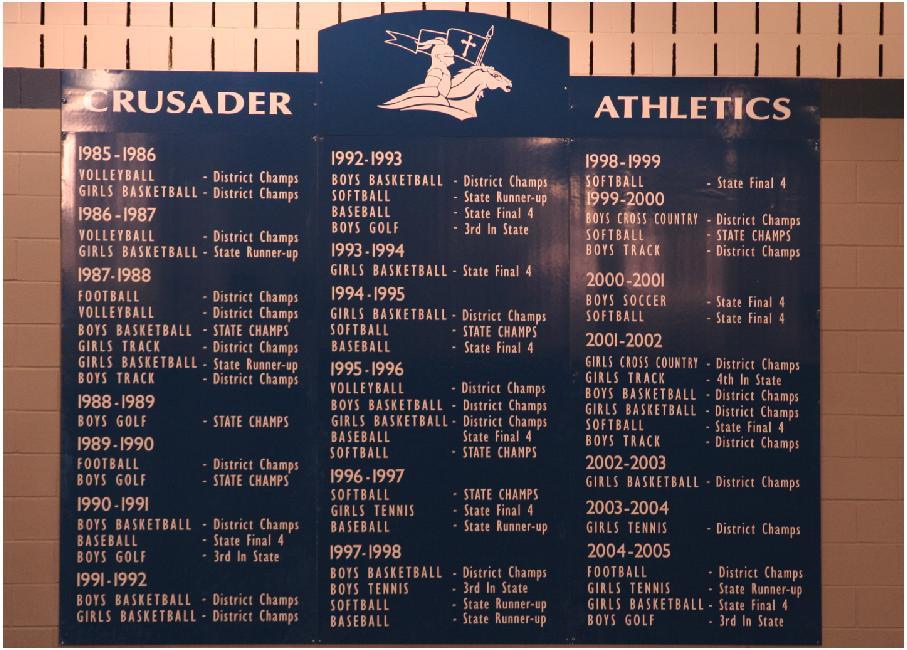 CRUSADER ATHLETICS
1985-1986
VOLLEYBALL - District Champs
GIRLS BASKETBALL - District Champs
1986-1987
VOLLEYBALL - District Champs
GIRLS BASKETBALL - State Runner-up
1987-1988
FOOTBALL - District Champs
VOLLEYBALL - District Champs
BOYS BASKETBALL - STATE CHAMPS
GIRLS TRACK - District Champs
GIRLS BASKETBALL - State Runner-up
BOYS TRACK - District Champs
1988-1989
BOYS GOLF - STATE CHAMPS
1989-1990
FOOTBALL - District Champs
BOYS GOLF - STATE CHAMPS
1990-1991
BOYS BASKETBALL - District Champs
BASEBALL - State Final 4
BOYS GOLF - 3rd In State
1991-1992
BOYS BASKETBALL - District Champs
GIRLS BASKETBALL - District Champs
1992-1993
BOYS BASKETBALL - District Champs
SOFTBALL - State Runner-up
BASEBALL - State Final 4
BOYS GOLF - 3rd In State
1993-1994
GIRLS BASKETBALL - State Final 4
1994-1995
GIRLS BASKETBALL - District Champs
SOFTBALL - STATE CHAMPS
BASEBALL - State Final 4
1995-1996
VOLLEYBALL - District Champs
BOYS BASKETBALL - District Champs
GIRLS BASKETBALL - District Champs
BASEBALL State Final 4
SOFTBALL - STATE CHAMPS
1996-1997
SOFTBALL - STATE CHAMPS
GIRLS TENNIS - State Final 4
BASEBALL - State Runner-up
1997-1998
BOYS BASKETBALL - District Champs
BOYS TENNIS - 3rd In State
SOFTBALL - State Runner-up
BASEBALL - State Runner-up
1998-1999
SOFTBALL - State Final 4
1999-2000
BOYS CROSS COUNTRY - District Champs
SOFTBALL - STATE CHAMPS
BOYS TRACK - District Champs
2000-2001
BOYS SOCCER - State Final 4
SOFTBALL - State Final 4
2001-2002
GIRLS CROSS COUNTRY - District Champs
GIRLS TRACK - 4th In State
BOYS BASKETBALL - District Champs
GIRLS BASKETBALL - District Champs
SOFTBALL - State Final 4
BOYS TRACK - District Champs
2002-2003
GIRLS BASKETBALL - District Champs
2003-2004
GIRLS TENNIS - District Champs
2004-2005
FOOTBALL - District Champs
GIRLS TENNIS - State Runner-up
GIRLS BASKETBALL - State Final 4
BOYS GOLF - 3rd In State